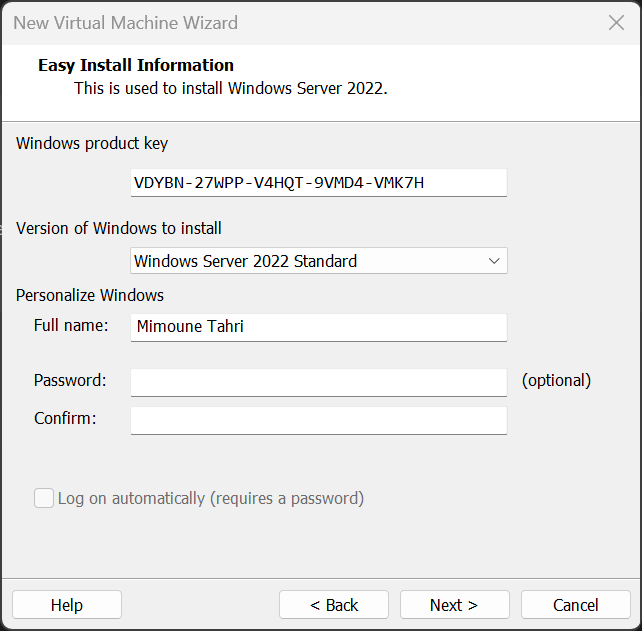 New Virtual Machine Wizard
Easy Install Information
This is used to install Windows Server 2022.
Windows product key
VDYBN-27WPP-V4HQT-9VMD4-VMK7H
Version of Windows to install
Windows Server 2022 Standard
Personalize Windows
Full name: Mimoune Tahri
Password: (optional)
Confirm:
Log on automatically (requires a password)
Help < Back Next > Cancel